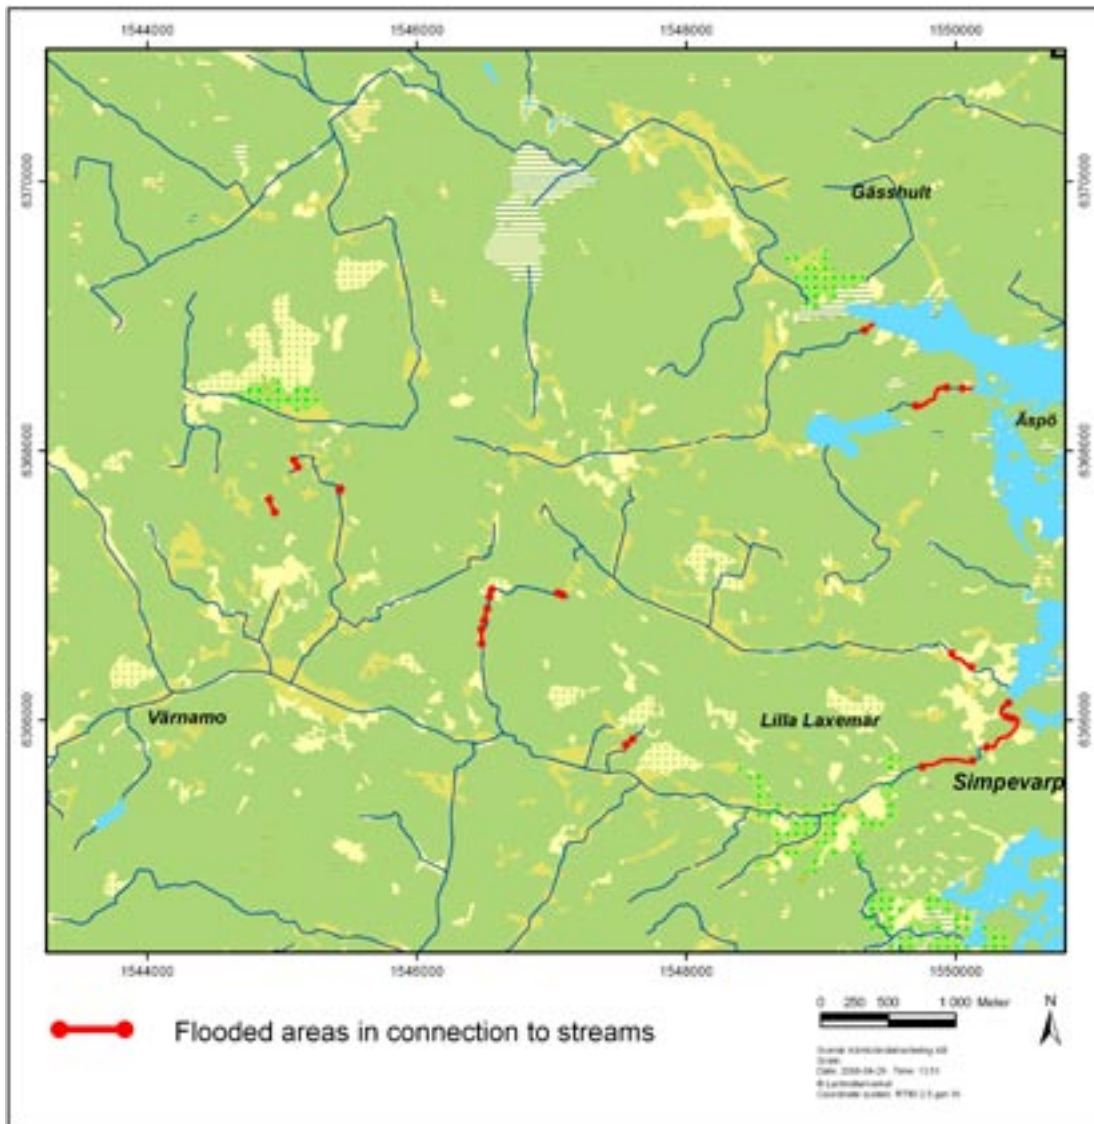 1544000 1546000 1548000 1550000
6370000 6370000
Gässhult
Äspö
6368000 6368000
6366000 6366000
Värnamo
Lilla Laxemar
Simpevarp
1544000 1546000 1548000 1550000
Flooded areas in connection to streams
0 250 500 1 000 Meter
N